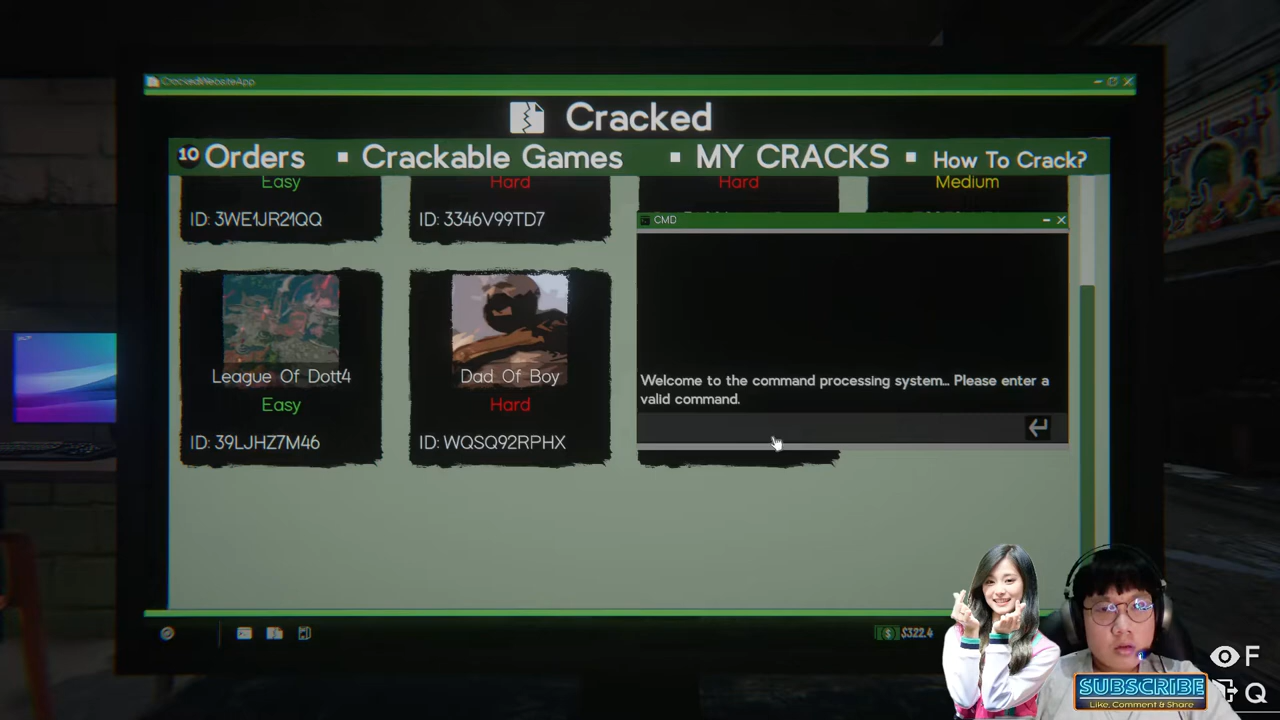 CrackedWebsiteApp
Cracked
10 Orders ▪ Crackable Games ▪ MY CRACKS ▪ How To Crack?
Easy
Hard
Hard
Medium
ID: 3WE1JR21QQ
ID: 3346V99TD7
CMD
League Of Dott4
Dad Of Boy
Easy
Hard
ID: 39LJHZ7M46
ID: WQSQ92RPHX
Welcome to the command processing system... Please enter a
valid command.
$322.4
F
Q
SUBSCRIBE
Like, Comment & Share